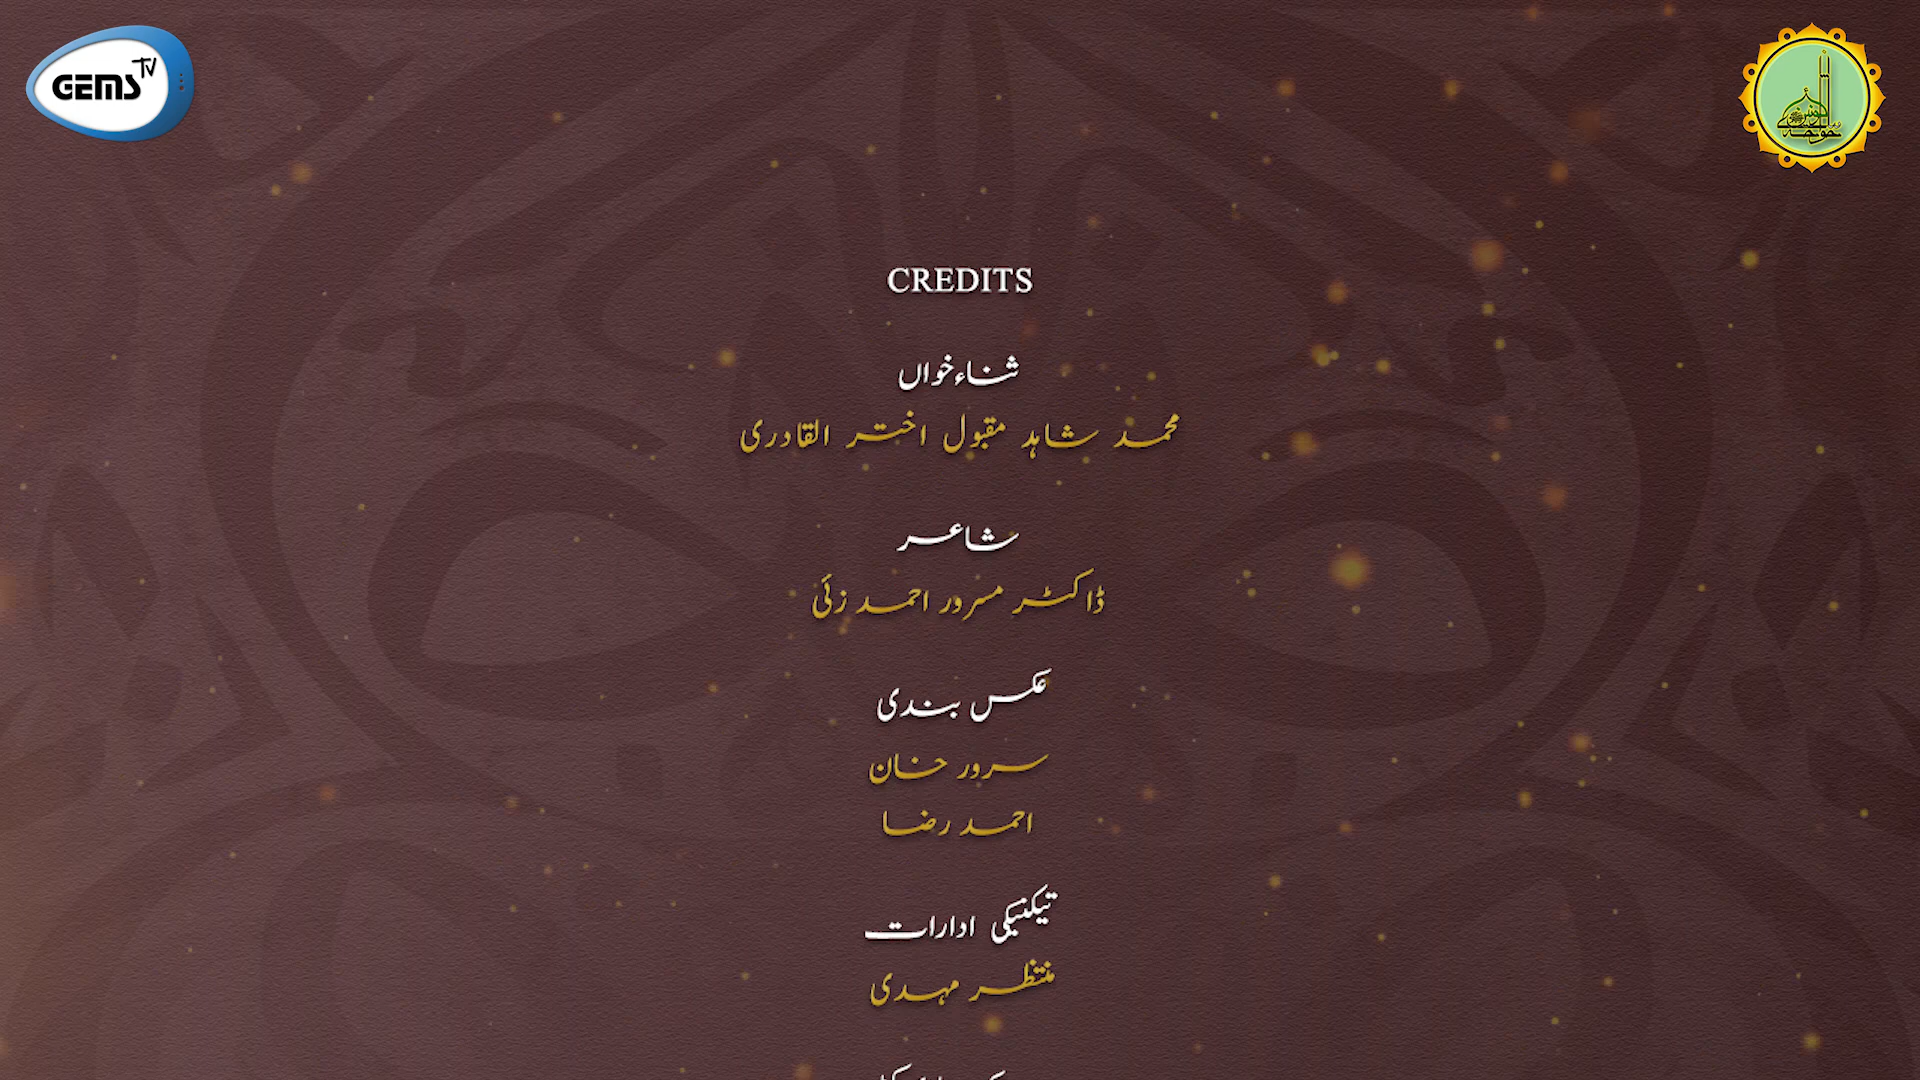 GEMS TV
CREDITS
ثناء خواں
محمد شاہد مقبول اختر القادری
شاعر
ڈاکٹر مسرور احمد زئی
عکس بندی
سرور خان
احمد رضا
تیکنیکی ادارات
منتظر مہدی